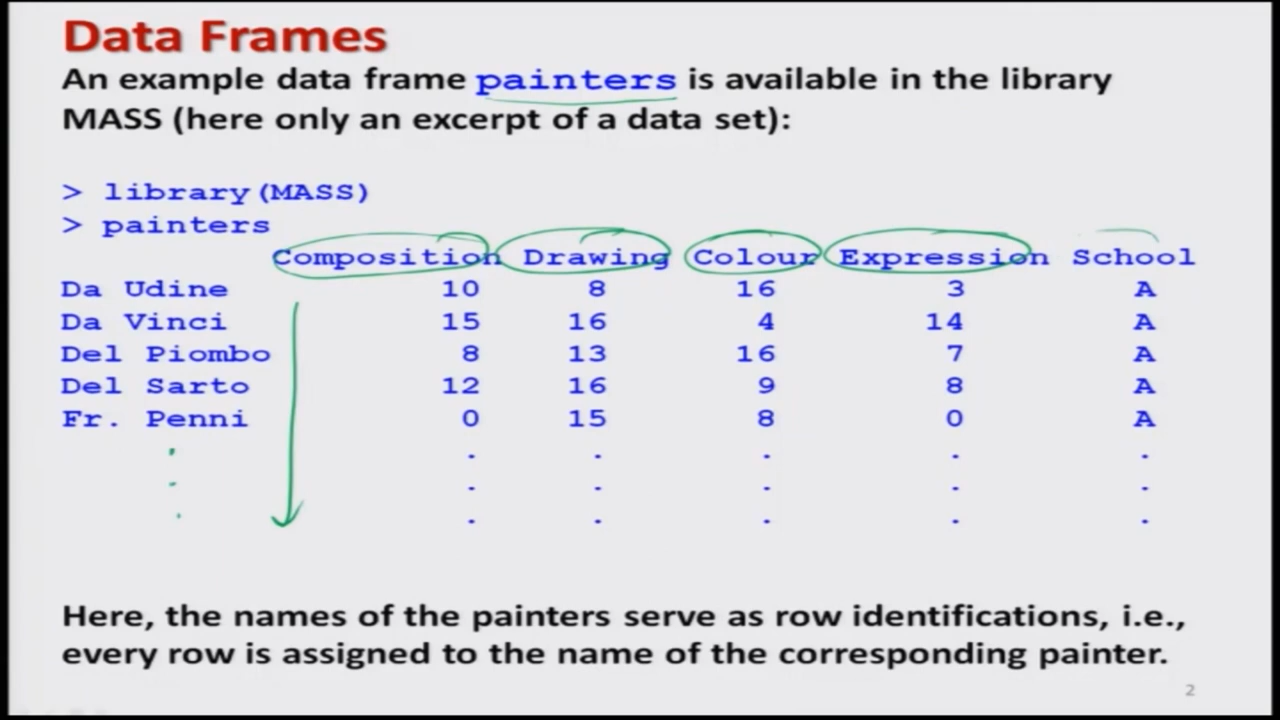 Data Frames
An example data frame painters is available in the library
MASS (here only an excerpt of a data set):
> library(MASS)
> painters
Composition Drawing Colour Expression School
Da Udine 10 8 16 3 A
Da Vinci 15 16 4 14 A
Del Piombo 8 13 16 7 A
Del Sarto 12 16 9 8 A
Fr. Penni 0 15 8 0 A
. . . . . .
. . . . . .
. . . . . .
Here, the names of the painters serve as row identifications, i.e.,
every row is assigned to the name of the corresponding painter.
2